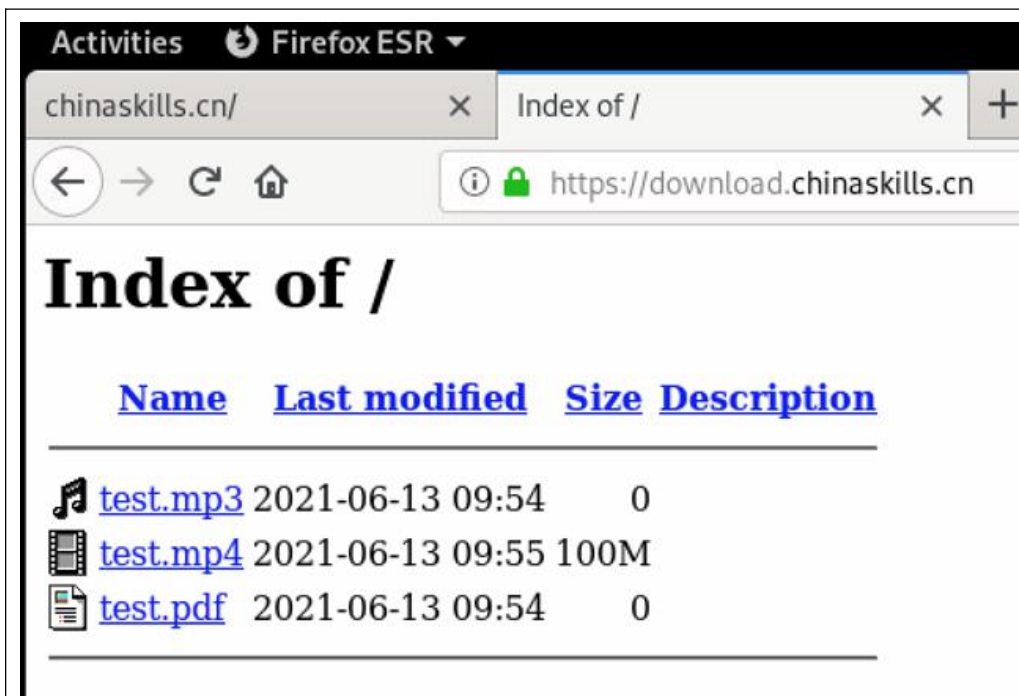 Activities Firefox ESR
chinaskills.cn/ Index of /
https://download.chinaskills.cn
Index of /
Name Last modified Size Description
test.mp3 2021-06-13 09:54 0
test.mp4 2021-06-13 09:55 100M
test.pdf 2021-06-13 09:54 0